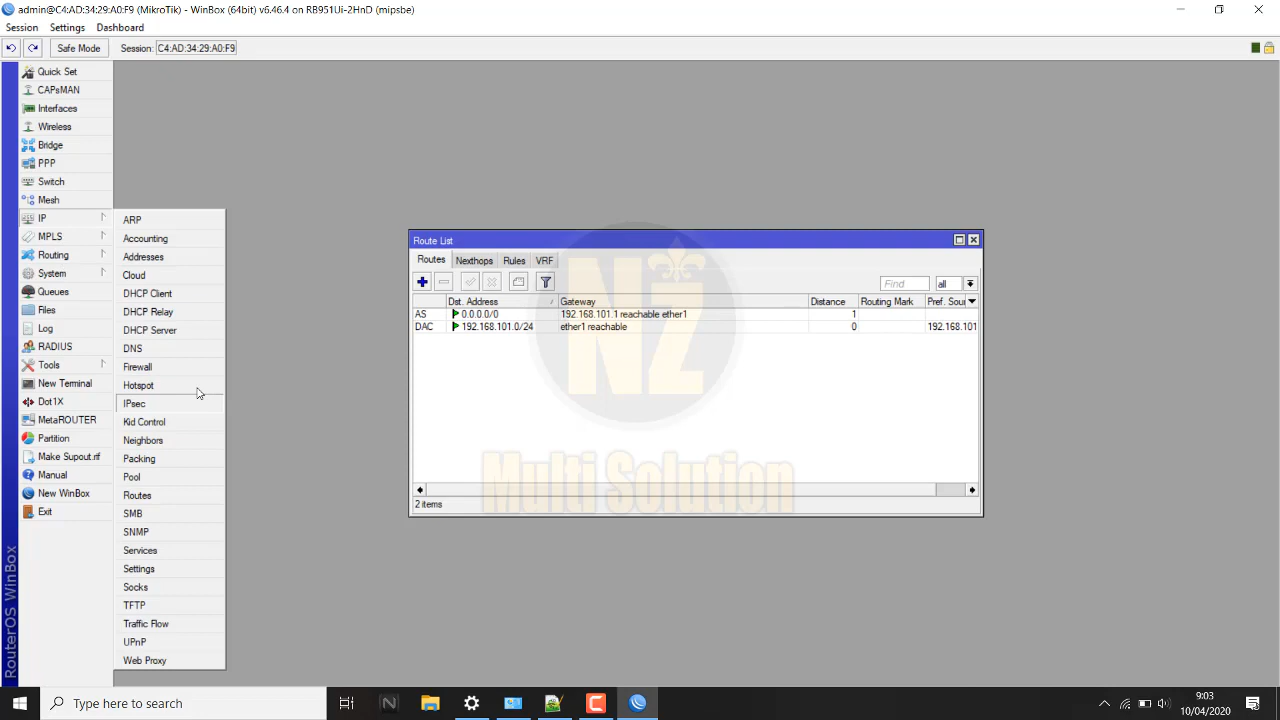 admin@C4:AD:34:29:A0:F9 (MikroTik) - WinBox (64bit) v6.46.4 on RB951Ui-2HnD (mipsbe)
Session Settings Dashboard
Safe Mode Session: C4:AD:34:29:A0:F9
Quick Set
CAPsMAN
Interfaces
Wireless
Bridge
PPP
Switch
Mesh
IP
MPLS
Routing
System
Queues
Files
Log
RADIUS
Tools
New Terminal
Dot1X
MetaROUTER
Partition
Make Supout.rif
Manual
New WinBox
Exit
RouterOS WinBox
ARP
Accounting
Addresses
Cloud
DHCP Client
DHCP Relay
DHCP Server
DNS
Firewall
Hotspot
IPsec
Kid Control
Neighbors
Packing
Pool
Routes
SMB
SNMP
Services
Settings
Socks
TFTP
Traffic Flow
UPnP
Web Proxy
Route List
Routes Nexthops Rules VRF
Find all
Dst. Address Gateway Distance Routing Mark Pref. Sour
AS 0.0.0.0/0 192.168.101.1 reachable ether1 1
DAC 192.168.101.0/24 ether1 reachable 0 192.168.101
2 items
NZ
Multi Solution
Type here to search
9:03
10/04/2020